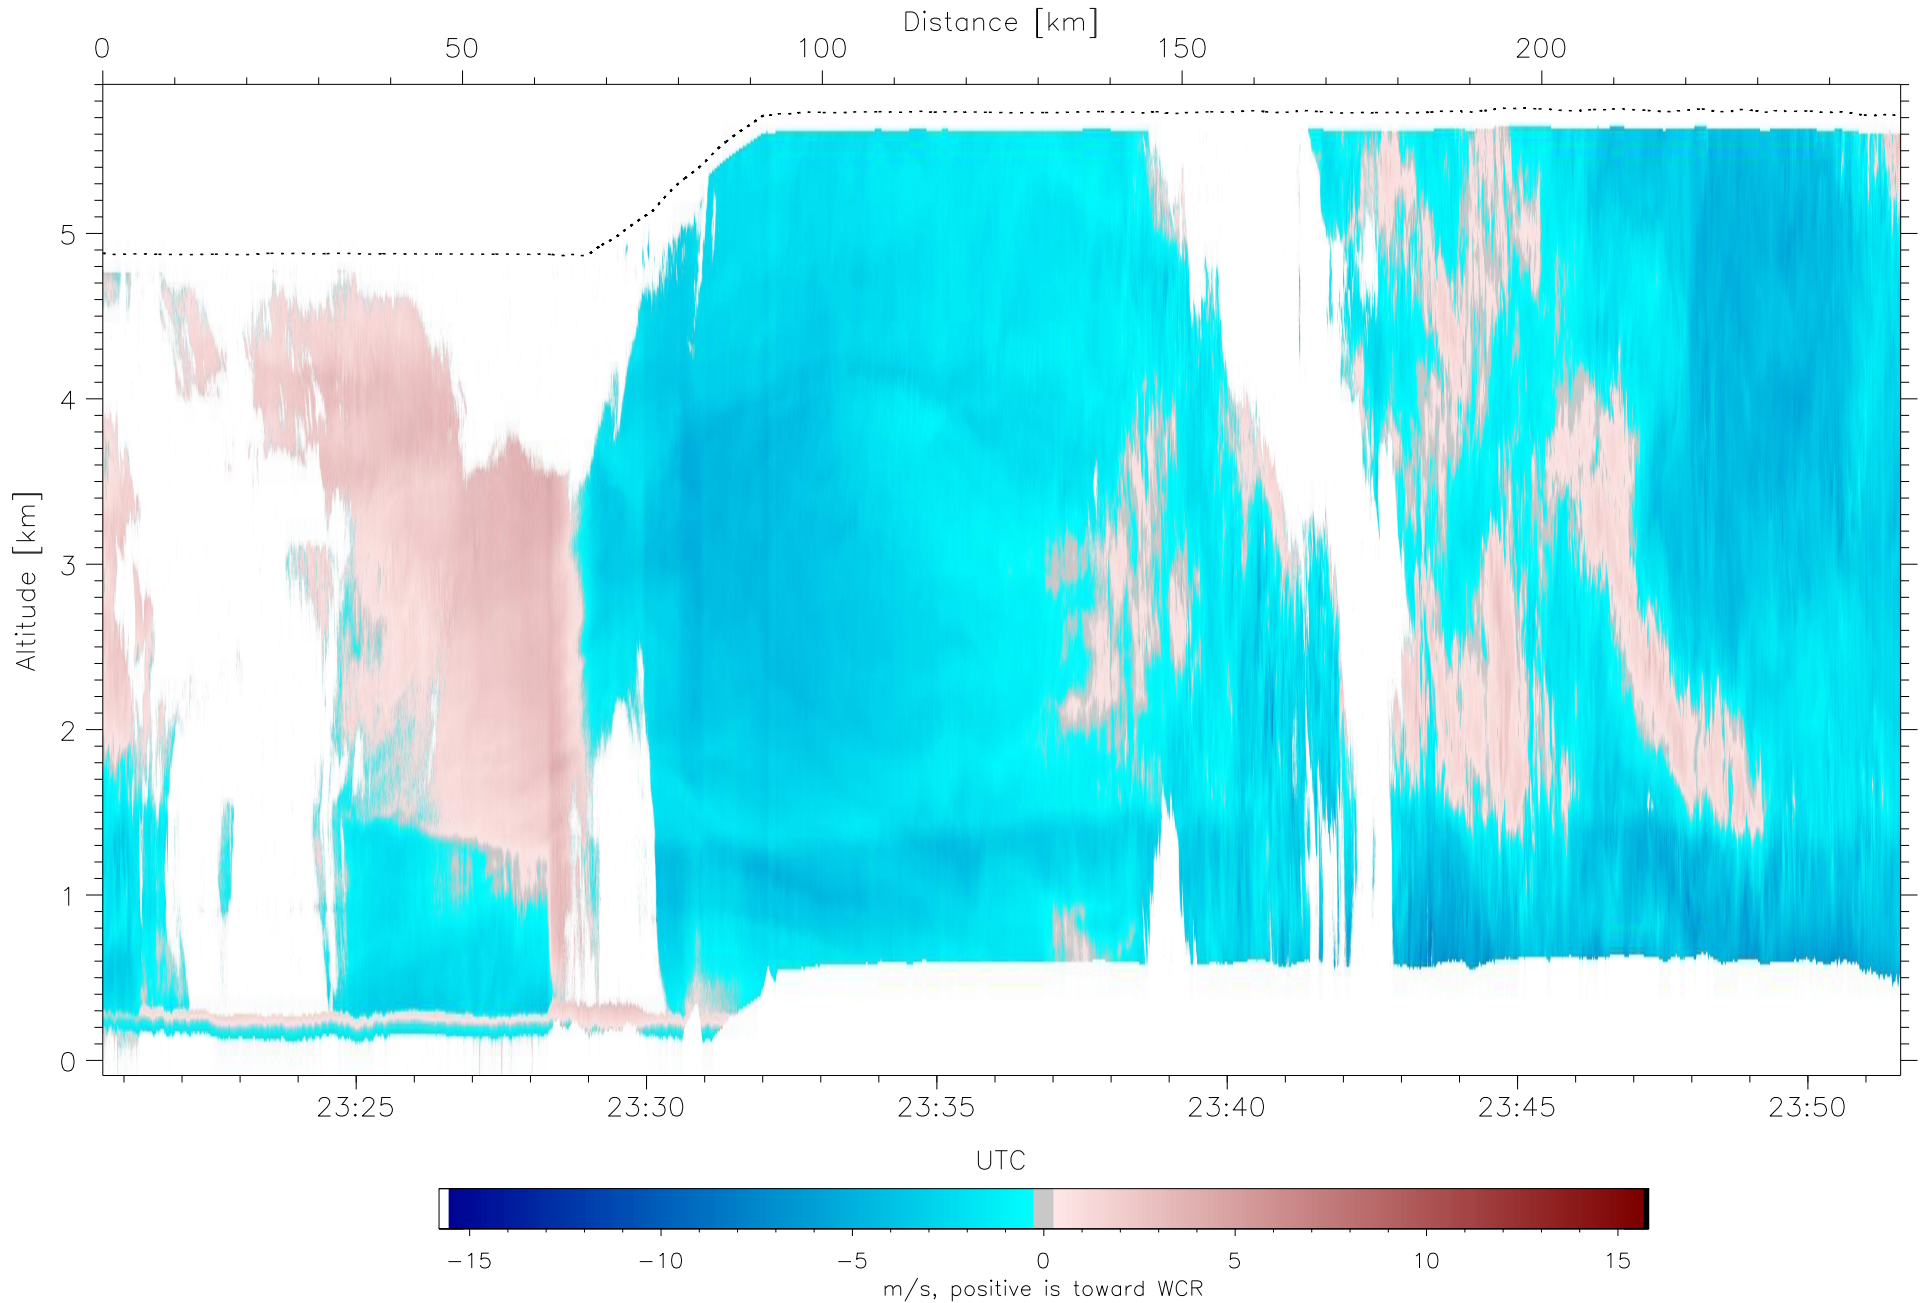 Distance [km]
0 50 100 150 200
Altitude [km]
5
4
3
2
1
0
23:25 23:30 23:35 23:40 23:45 23:50
UTC
-15 -10 -5 0 5 10 15
m/s, positive is toward WCR